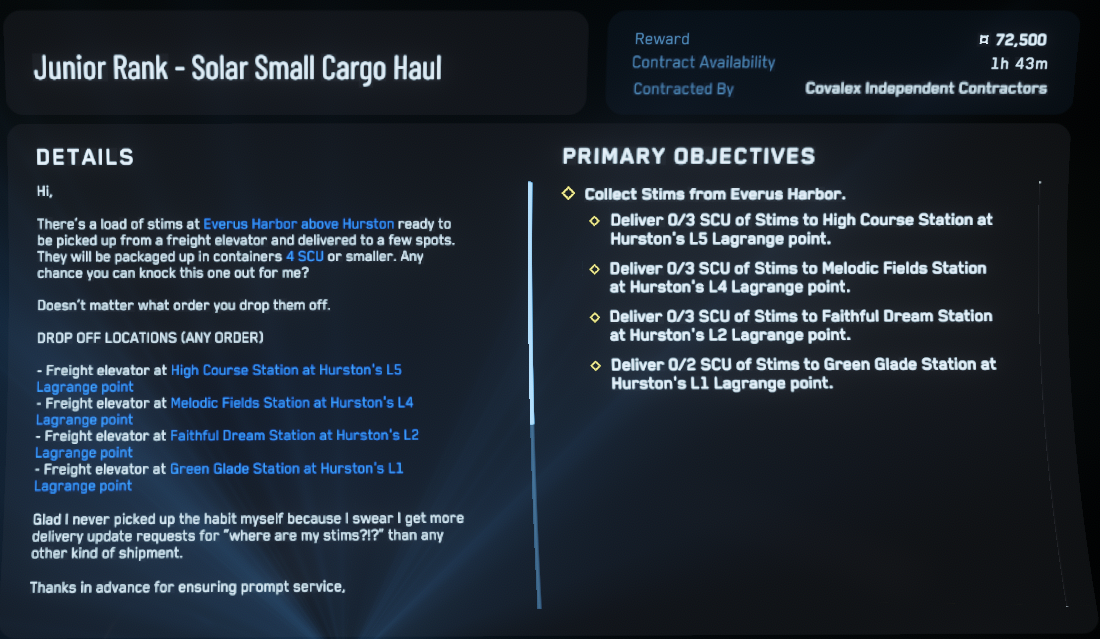 Junior Rank - Solar Small Cargo Haul
Reward ¤ 72,500
Contract Availability 1h 43m
Contracted By Covalex Independent Contractors
DETAILS
Hi,
There's a load of stims at Everus Harbor above Hurston ready to
be picked up from a freight elevator and delivered to a few spots.
They will be packaged up in containers 4 SCU or smaller. Any
chance you can knock this one out for me?
Doesn't matter what order you drop them off.
DROP OFF LOCATIONS (ANY ORDER)
- Freight elevator at High Course Station at Hurston's L5
Lagrange point
- Freight elevator at Melodic Fields Station at Hurston's L4
Lagrange point
- Freight elevator at Faithful Dream Station at Hurston's L2
Lagrange point
- Freight elevator at Green Glade Station at Hurston's L1
Lagrange point
Glad I never picked up the habit myself because I swear I get more
delivery update requests for "where are my stims?!?" than any
other kind of shipment.
Thanks in advance for ensuring prompt service,
PRIMARY OBJECTIVES
Collect Stims from Everus Harbor.
Deliver 0/3 SCU of Stims to High Course Station at
Hurston's L5 Lagrange point.
Deliver 0/3 SCU of Stims to Melodic Fields Station
at Hurston's L4 Lagrange point.
Deliver 0/3 SCU of Stims to Faithful Dream Station
at Hurston's L2 Lagrange point.
Deliver 0/2 SCU of Stims to Green Glade Station at
Hurston's L1 Lagrange point.